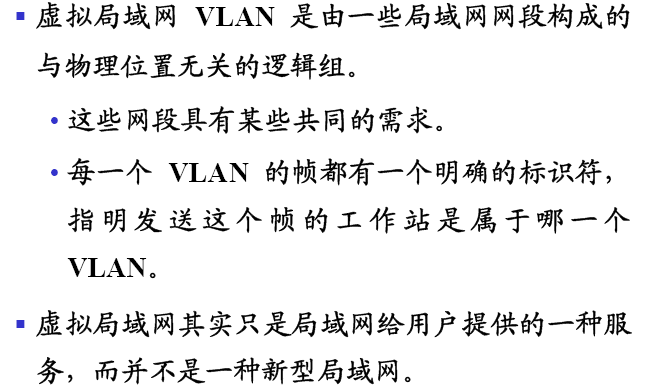 ▪ 虚拟局域网 VLAN 是由一些局域网网段构成的
与物理位置无关的逻辑组。
• 这些网段具有某些共同的需求。
• 每一个 VLAN 的帧都有一个明确的标识符，
指明发送这个帧的工作站是属于哪一个
VLAN。
▪ 虚拟局域网其实只是局域网给用户提供的一种服
务，而并不是一种新型局域网。